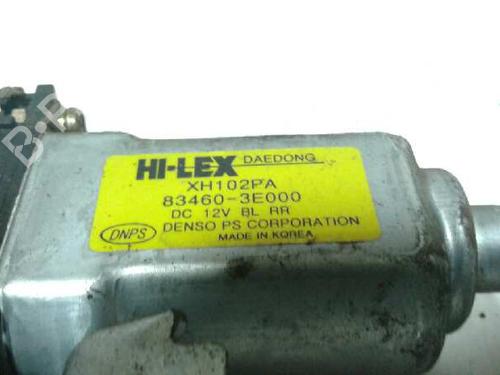 HI-LEX DAEDONG
XH102PA
83460-3E000
DC 12V BL RR
DENSO PS CORPORATION
DNPS
MADE IN KOREA